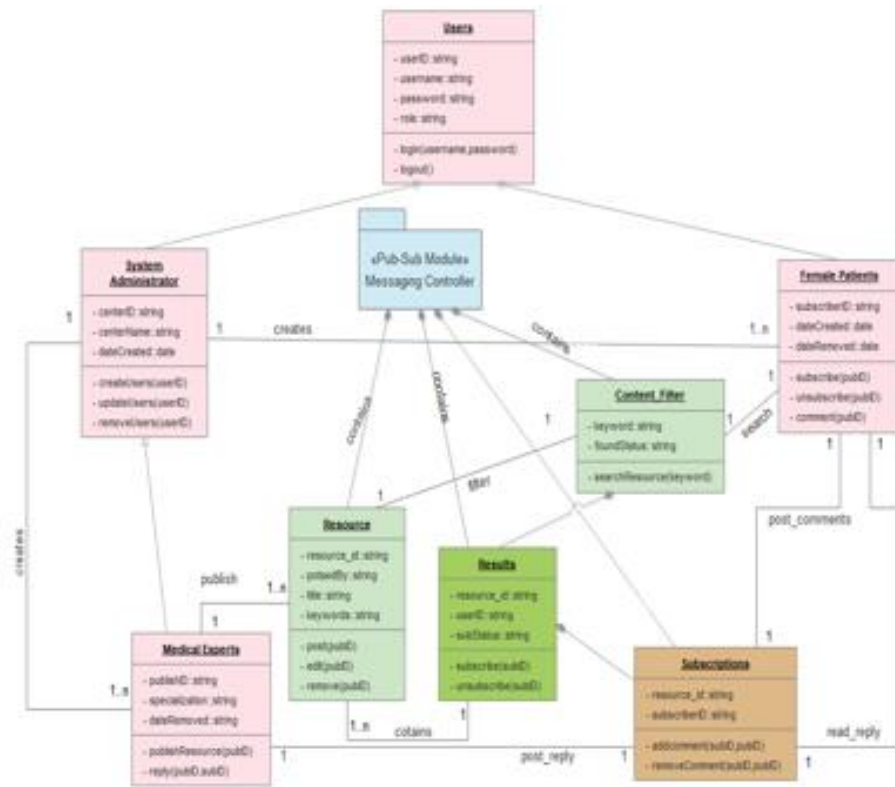 Users
- userID: string
- username: string
- password: string
- role: string
- login(username,password)
- logout()
«Pub-Sub Module»
Messaging Controller
System
Administrator
- centerID: string
- centerName: string
- dateCreated: date
- createUsers(userID)
- updateUsers(userID)
- removeUsers(userID)
Female Patients
- subscriberID: string
- dateCreated: date
- dateRemoved: date
- subscribe(pubID)
- unsubscribe(pubID)
- comment(pubID)
1
1
creates
1..n
contains
contains
contains
Content_Filter
- keyword: string
- foundStatus: string
- searchResource(keyword)
1
1
search
1
1
1
filter
1
post_comments
1
creates
Resource
- resource_id: string
- potsedBy: string
- title: string
- keywords: string
- post(pubID)
- edit(pubID)
- remove(pubID)
publish
1..n
1
Results
- resource_id: string
- userID: string
- subStatus: string
- subscribe(subID)
- unsubscribe(subID)
Medical Experts
- publishID: string
- specialization: string
- dateRemoved: string
- publishResource(pubID)
- reply(pubID,subID)
1..n
Subscriptions
- resource_id: string
- subscriberID: string
- addcomment(subID,pubID)
- removeComment(subID,pubID)
1..n
cotains
1
1
post_reply
1
read_reply
1